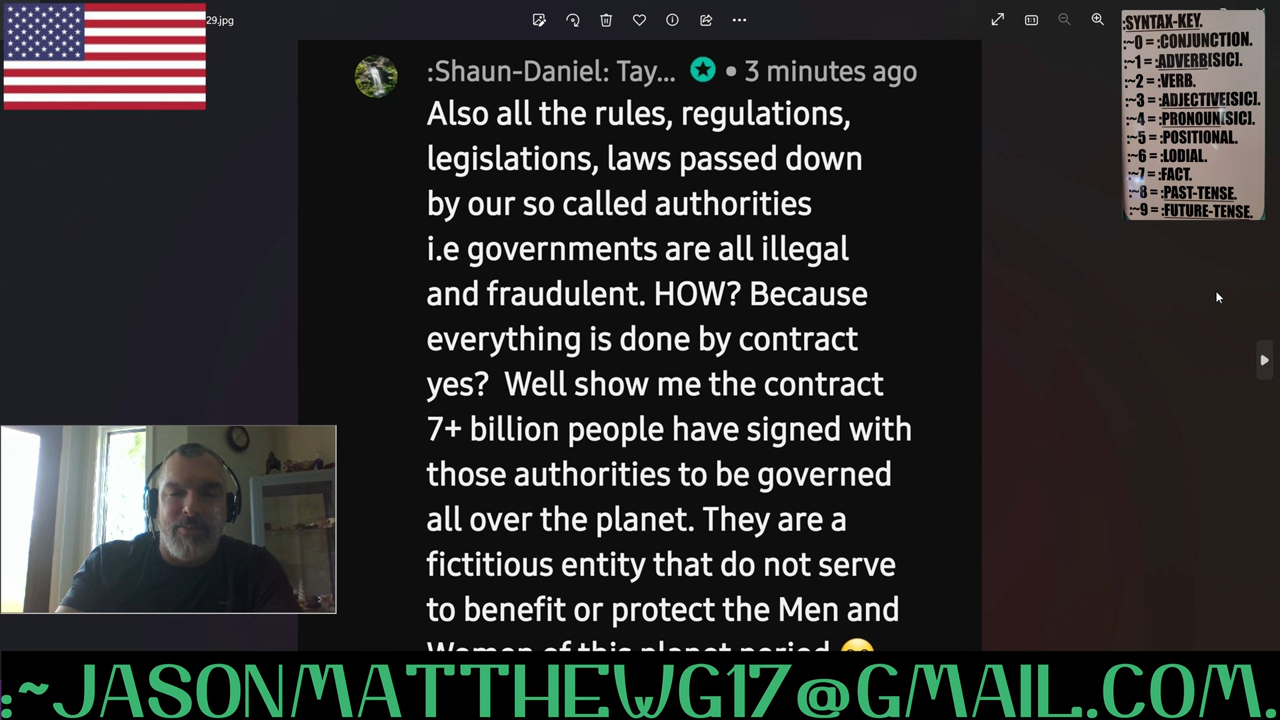 29.jpg
:Shaun-Daniel: Tay... • 3 minutes ago
Also all the rules, regulations,
legislations, laws passed down
by our so called authorities
i.e governments are all illegal
and fraudulent. HOW? Because
everything is done by contract
yes?  Well show me the contract
7+ billion people have signed with
those authorities to be governed
all over the planet. They are a
fictitious entity that do not serve
to benefit or protect the Men and
Women of this planet period
:SYNTAX-KEY.
:~0 = :CONJUNCTION.
:~1 = :ADVERB[SIC].
:~2 = :VERB.
:~3 = :ADJECTIVE[SIC].
:~4 = :PRONOUN[SIC].
:~5 = :POSITIONAL.
:~6 = :LODIAL.
:~7 = :FACT.
:~8 = :PAST-TENSE.
:~9 = :FUTURE-TENSE.
:~JASONMATTHEWG17@GMAIL.COM.